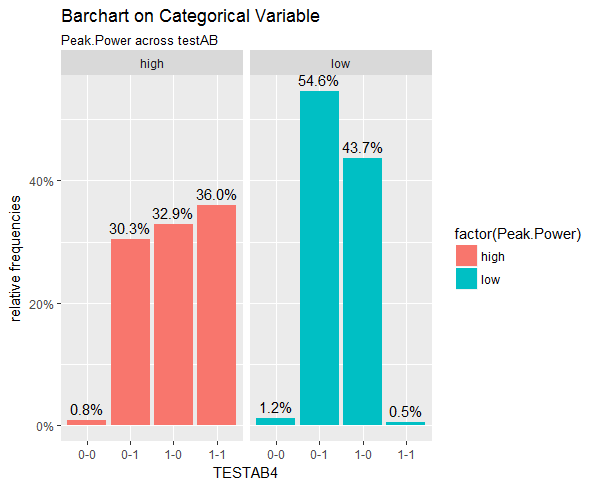 Barchart on Categorical Variable
Peak.Power across testAB
high
low
54.6%
43.7%
36.0%
32.9%
30.3%
1.2%
0.8%
0.5%
40%
20%
0%
relative frequencies
0-0 0-1 1-0 1-1
0-0 0-1 1-0 1-1
TESTAB4
factor(Peak.Power)
high
low